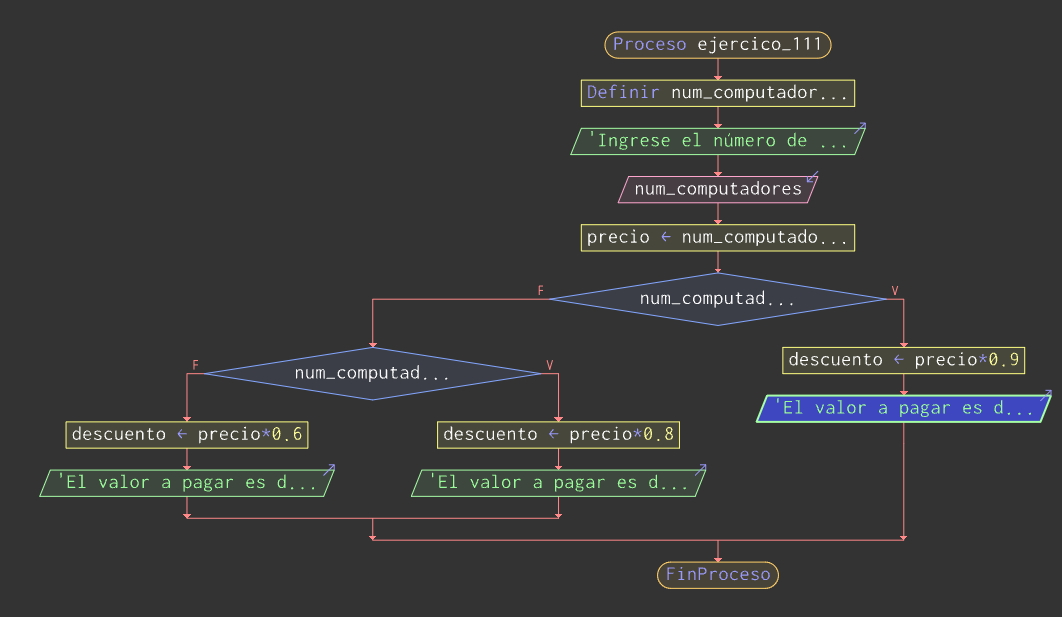 Proceso ejercico_111
Definir num_computador...
'Ingrese el número de ...
num_computadores
precio ← num_computado...
F
num_computad...
V
F
num_computad...
V
descuento ← precio*0.9
'El valor a pagar es d...
descuento ← precio*0.6
descuento ← precio*0.8
'El valor a pagar es d...
'El valor a pagar es d...
FinProceso